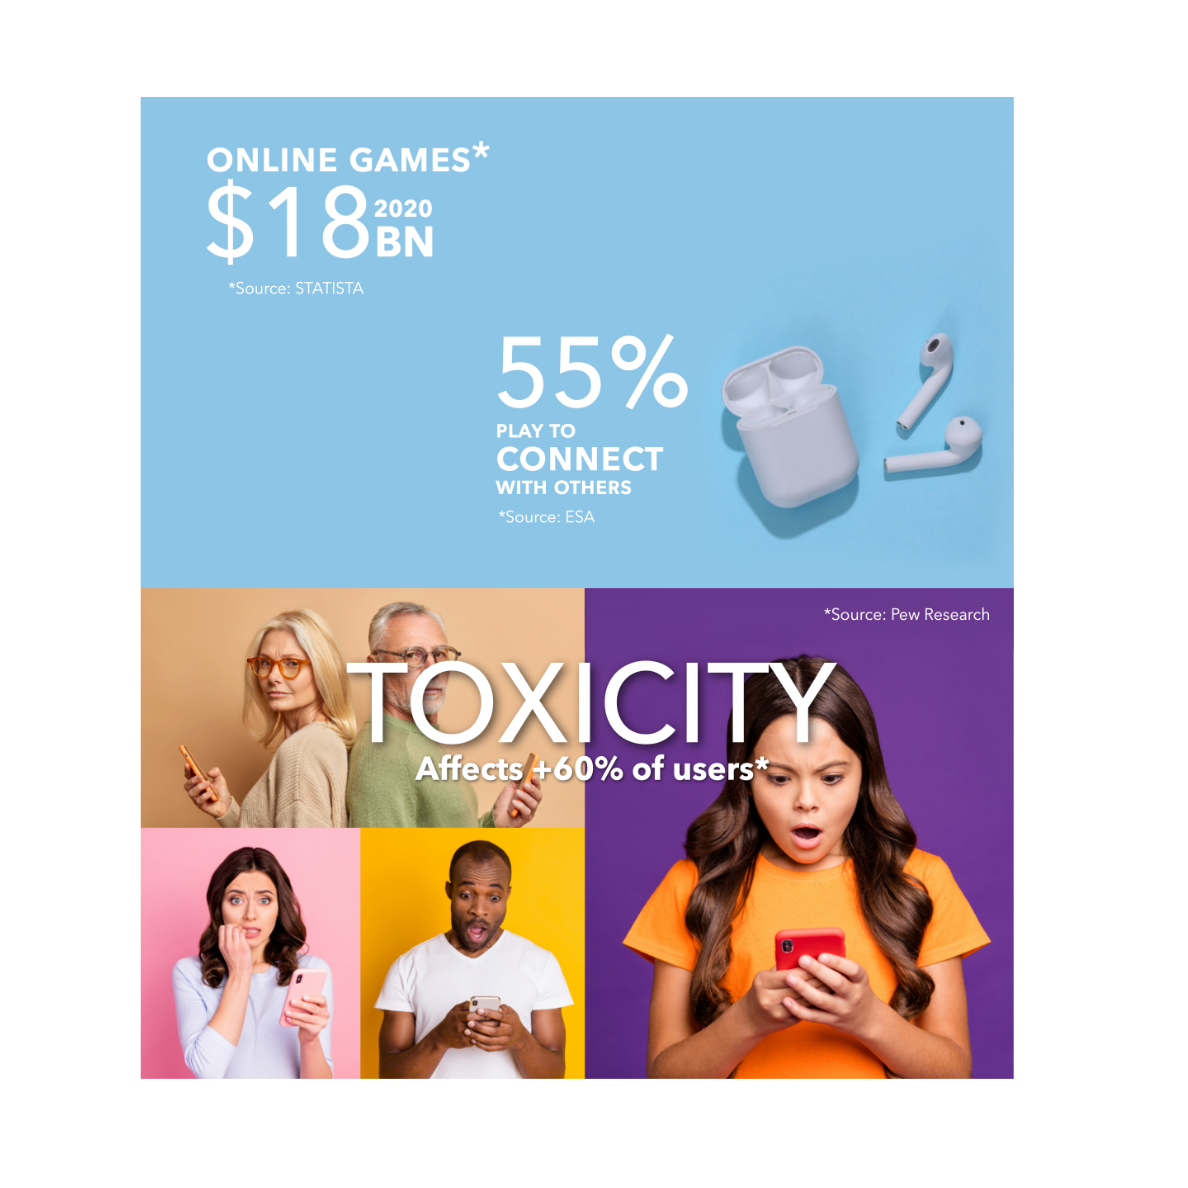 ONLINE GAMES*
$18 2020 BN
*Source: STATISTA
55%
PLAY TO
CONNECT
WITH OTHERS
*Source: ESA
*Source: Pew Research
TOXICITY
Affects +60% of users*